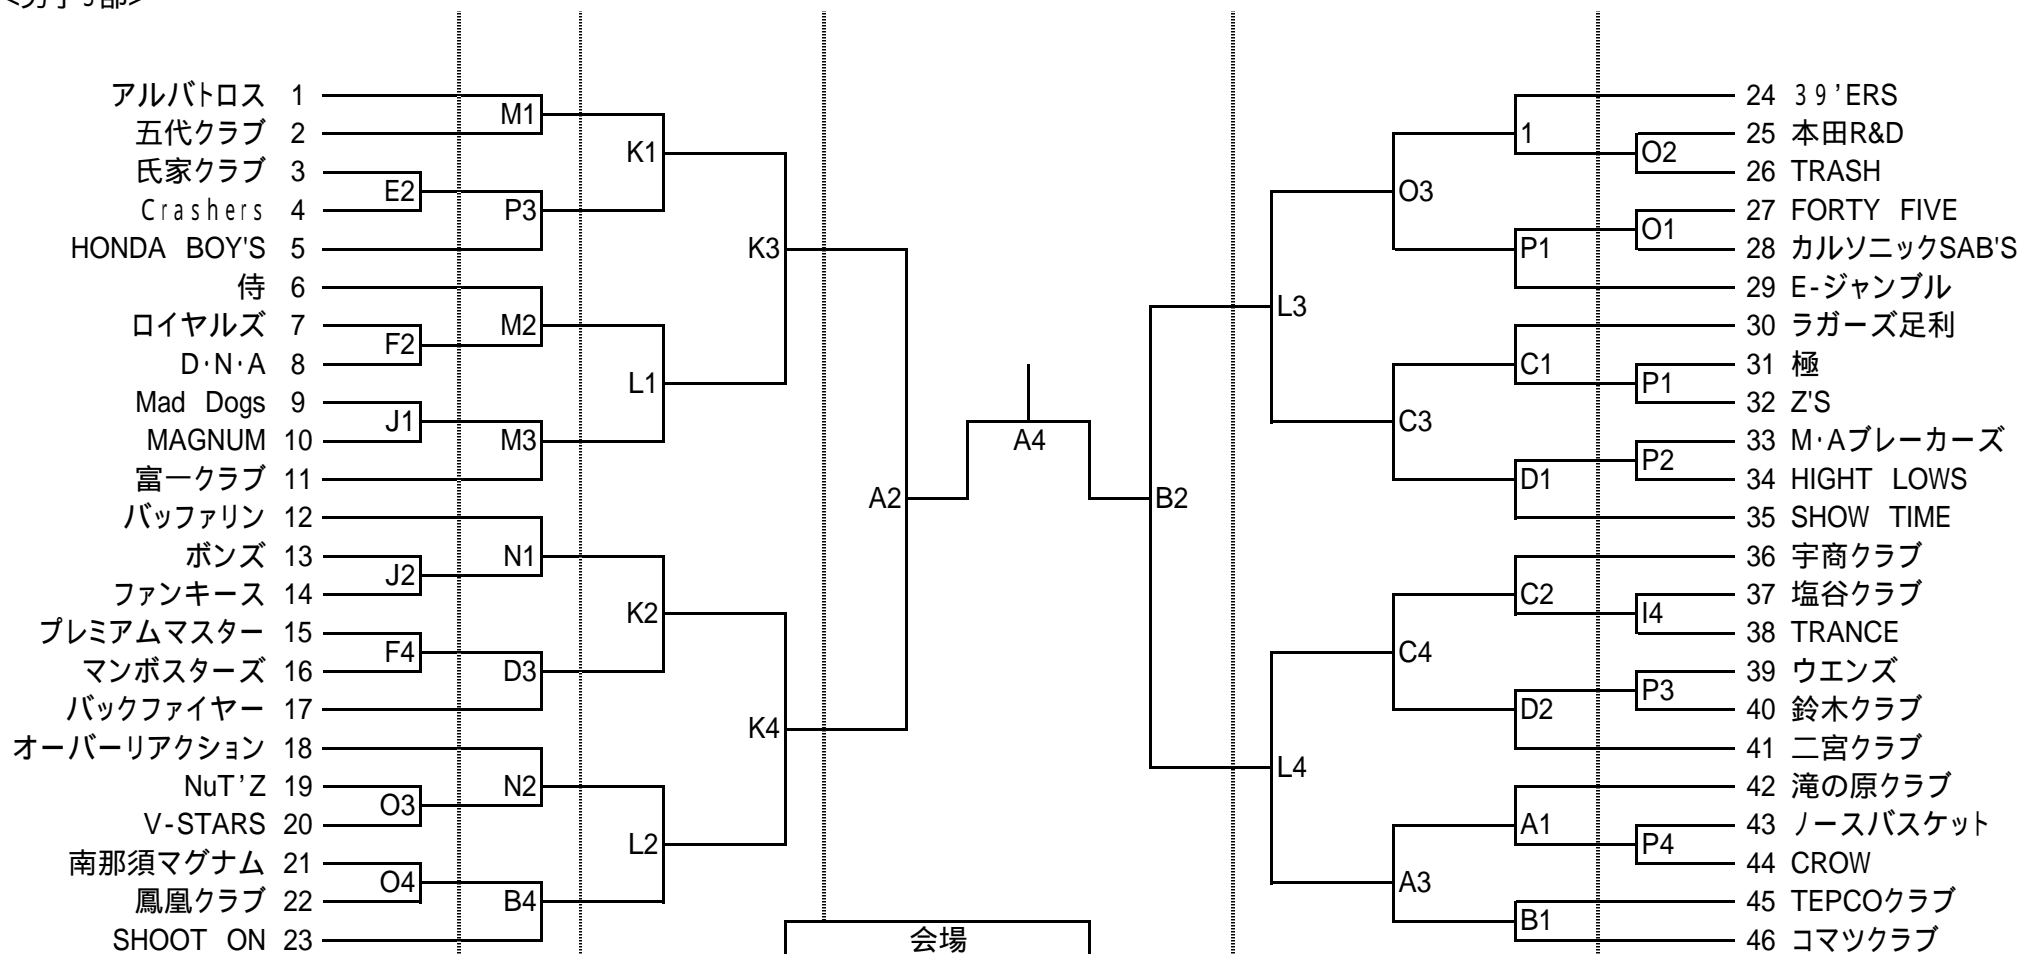 アルバトロス 1
五代クラブ 2
氏家クラブ 3
Crashers 4
HONDA BOY'S 5
侍 6
ロイヤルズ 7
D・N・A 8
Mad Dogs 9
MAGNUM 10
富一クラブ 11
バッファリン 12
ボンズ 13
ファンキース 14
プレミアムマスター 15
マンボスターズ 16
バックファイヤー 17
オーバーリアクション 18
NuT'Z 19
V-STARS 20
南那須マグナム 21
鳳凰クラブ 22
SHOOT ON 23
E2
F2
J1
J2
F4
O3
O4
M1
P3
M2
M3
N1
D3
N2
B4
K1
L1
K2
L2
K3
K4
A2
A4
会場
B2
L3
L4
O3
C3
C4
A3
1
P1
C1
D1
C2
D2
A1
B1
O2
O1
P1
P2
I4
P3
P4
24 39'ERS
25 本田R&D
26 TRASH
27 FORTY FIVE
28 カルソニックSAB'S
29 E-ジャンブル
30 ラガーズ足利
31 極
32 Z'S
33 M・Aブレーカーズ
34 HIGHT LOWS
35 SHOW TIME
36 宇商クラブ
37 塩谷クラブ
38 TRANCE
39 ウエンズ
40 鈴木クラブ
41 二宮クラブ
42 滝の原クラブ
43 ノースバスケット
44 CROW
45 TEPCOクラブ
46 コマツクラブ